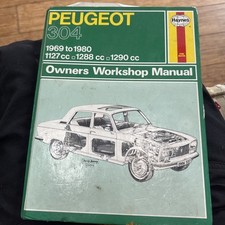 PEUGEOT
304
Haynes
1969 to 1980
1127cc □ 1288 cc □ 1290 cc
Owners Workshop Manual